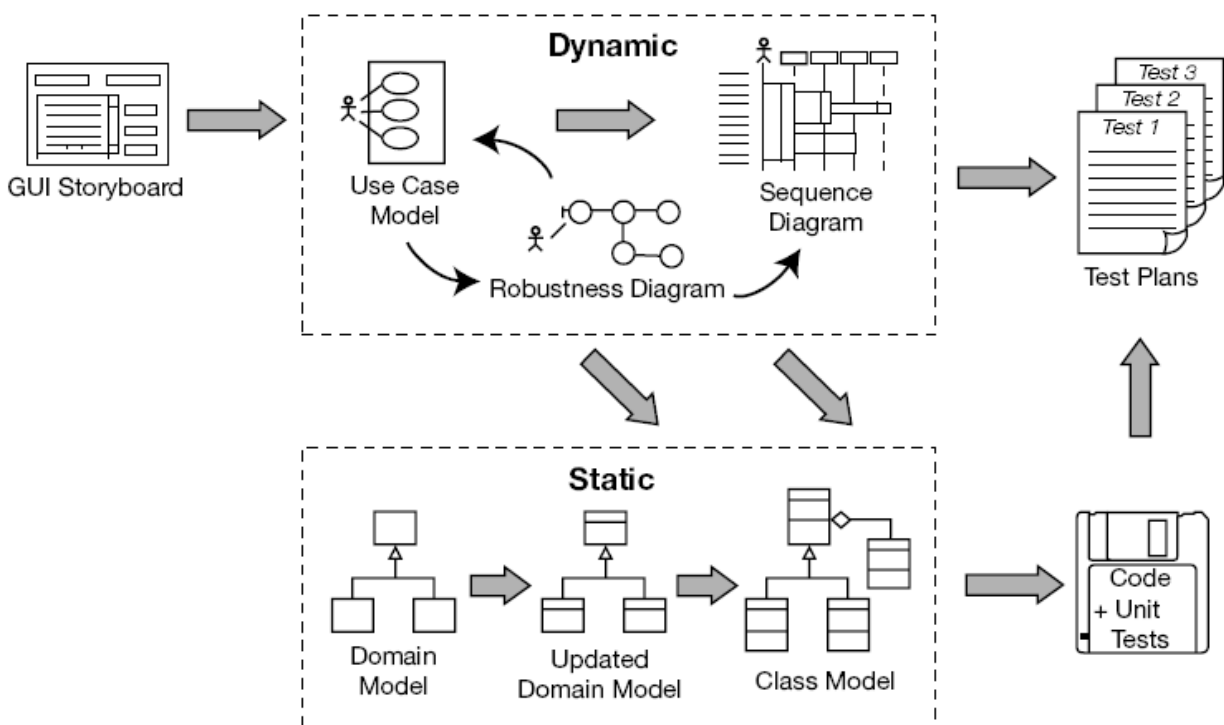 Dynamic
GUI Storyboard
Use Case
Model
Robustness Diagram
Sequence
Diagram
Test 3
Test 2
Test 1
Test Plans
Static
Domain
Model
Updated
Domain Model
Class Model
Code
+ Unit
Tests